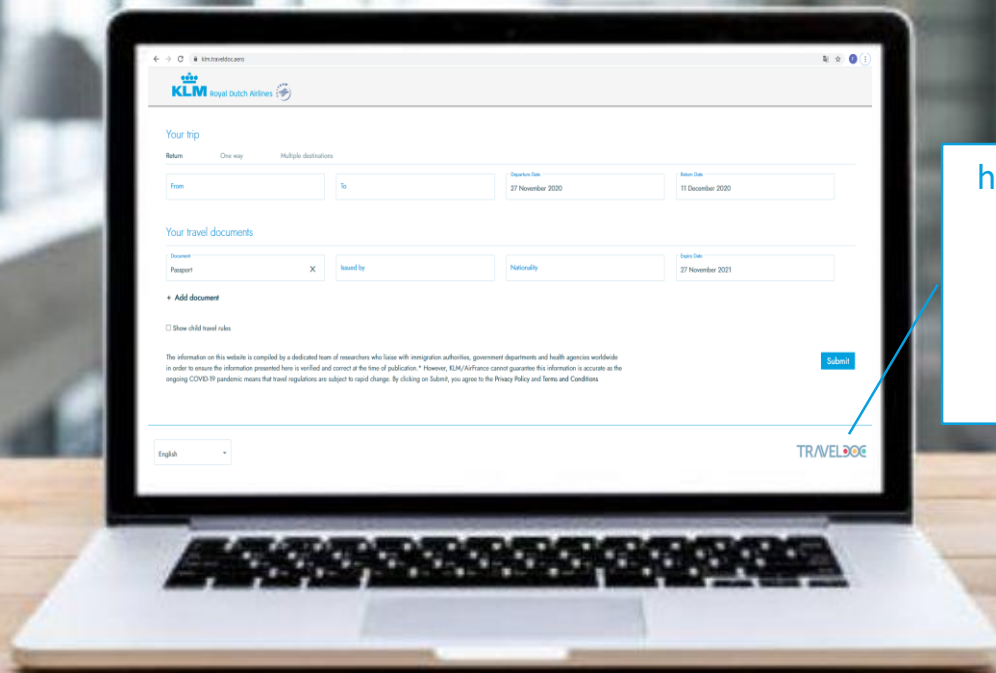 klm.traveldoc.aero
KLM Royal Dutch Airlines
Your trip
Return One way Multiple destinations
From
To
Departure Date
27 November 2020
Return Date
11 December 2020
Your travel documents
Document
Passport X
Issued by
Nationality
Expire Date
27 November 2021
+ Add document
Show child travel rules
The information on this website is compiled by a dedicated team of researchers who liaise with immigration authorities, government departments and health agencies worldwide
in order to ensure the information presented here is verified and correct at the time of publication.* However, KLM/AirFrance cannot guarantee this information is accurate as the
ongoing COVID-19 pandemic means that travel regulations are subject to rapid change. By clicking on Submit, you agree to the Privacy Policy and Terms and Conditions
Submit
English
TRAVELDOC
h